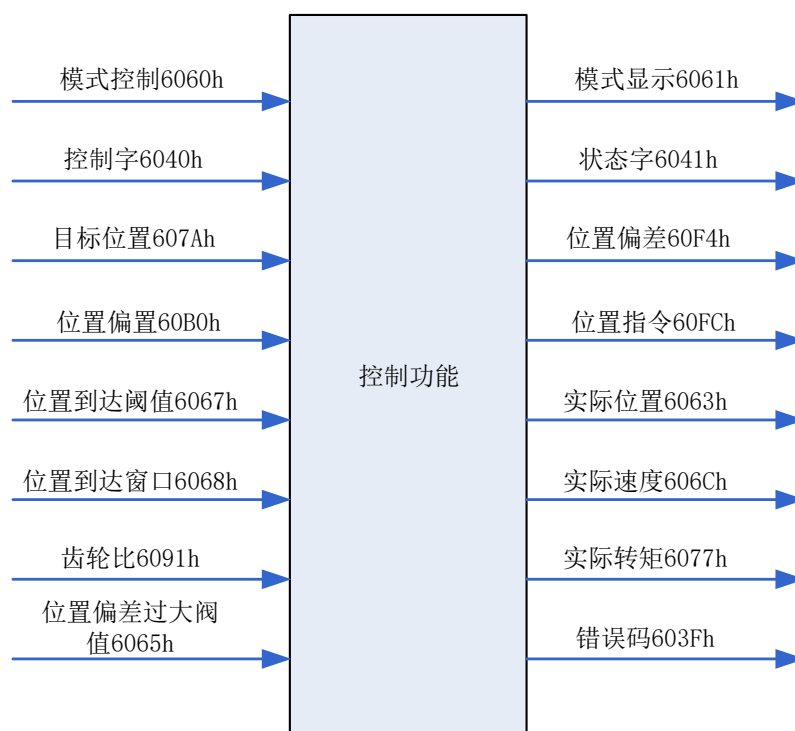 模式控制6060h
控制字6040h
目标位置607Ah
位置偏置60B0h
位置到达阈值6067h
位置到达窗口6068h
齿轮比6091h
位置偏差过大阀
值6065h
控制功能
模式显示6061h
状态字6041h
位置偏差60F4h
位置指令60FCh
实际位置6063h
实际速度606Ch
实际转矩6077h
错误码603Fh